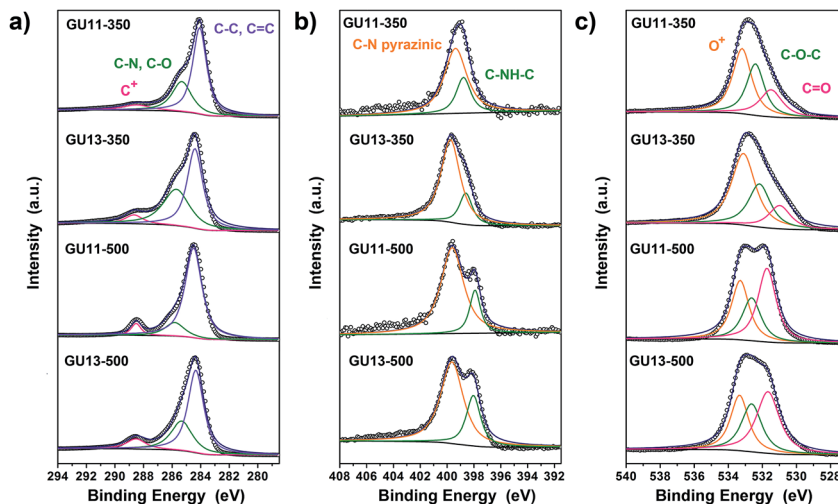 a)
GU11-350
C-C, C=C
C-N, C-O
C+
GU13-350
GU11-500
GU13-500
Intensity (a.u.)
294 292 290 288 286 284 282 280
Binding Energy (eV)
b)
GU11-350
C-N pyrazinic
C-NH-C
GU13-350
GU11-500
GU13-500
Intensity (a.u.)
408 406 404 402 400 398 396 394 392
Binding Energy (eV)
c)
GU11-350
O+
C-O-C
C=O
GU13-350
GU11-500
GU13-500
Intensity (a.u.)
540 538 536 534 532 530 528
Binding Energy (eV)